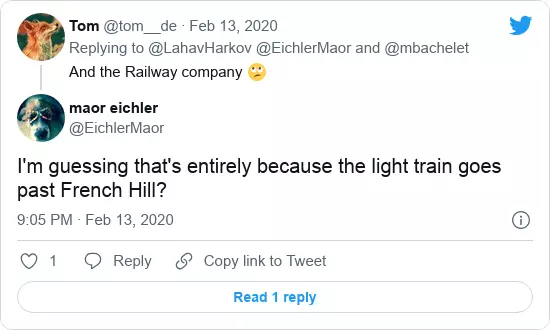 Tom @tom__de · Feb 13, 2020
Replying to @LahavHarkov @EichlerMaor and @mbachelet
And the Railway company 🙄
maor eichler
@EichlerMaor
I'm guessing that's entirely because the light train goes
past French Hill?
9:05 PM · Feb 13, 2020
1 Reply Copy link to Tweet
Read 1 reply